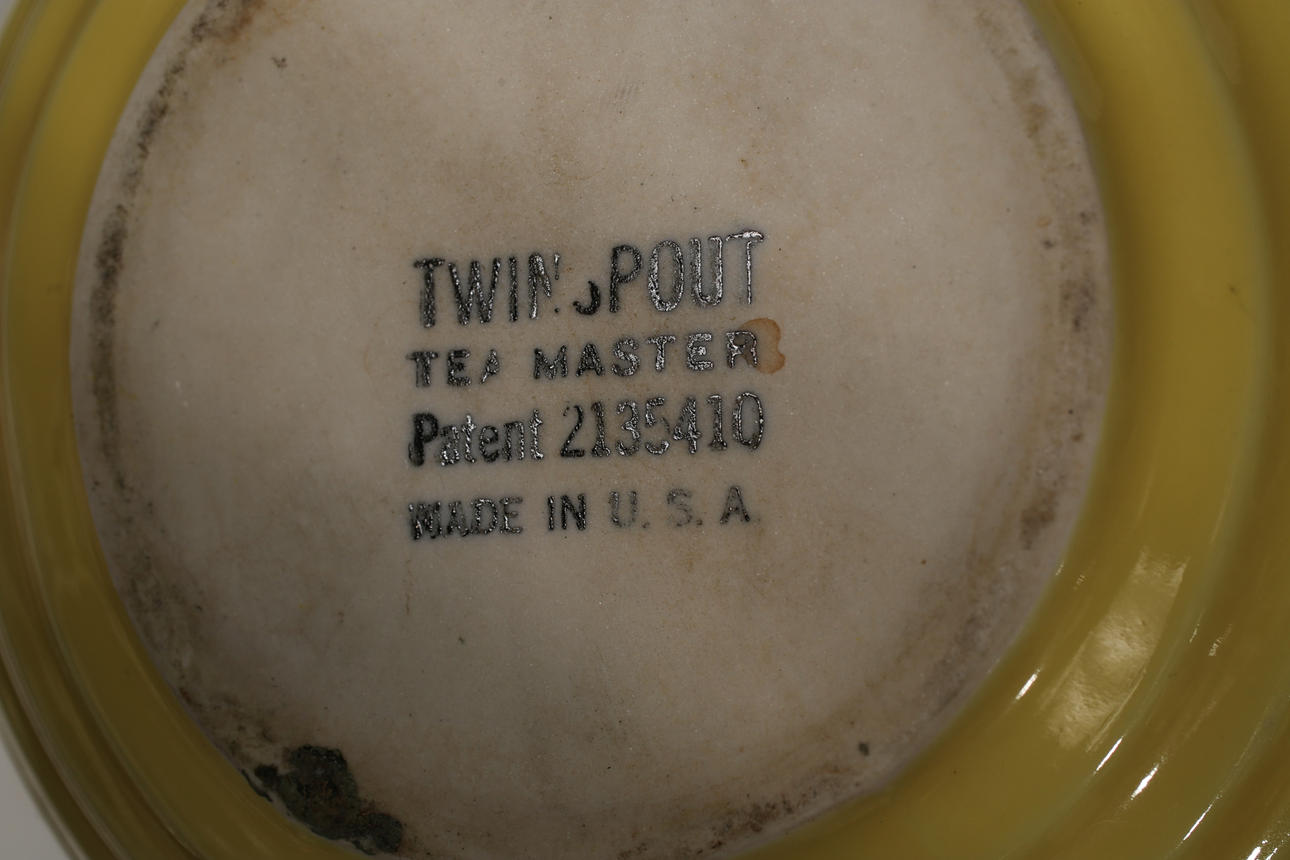 TWINSPOUT
TEA MASTER
Patent 2135410
MADE IN U.S.A.